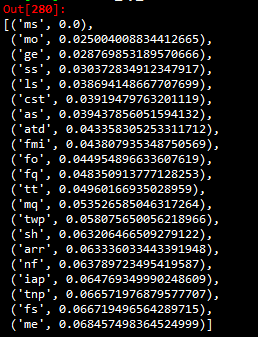 Out[280]:
[('ms', 0.0),
('mo', 0.025004008834412665),
('ge', 0.028769853189570666),
('ss', 0.030372834912347917),
('ls', 0.038694148667707699),
('cst', 0.03919479763201119),
('as', 0.039437856051594132),
('atd', 0.043358305253311712),
('fmi', 0.043807935348750569),
('fo', 0.044954896633607619),
('fq', 0.048350913777128253),
('tt', 0.04960166935028959),
('mq', 0.053526585046317264),
('twp', 0.058075650056218966),
('sh', 0.063206466509279122),
('arr', 0.063336033443391948),
('nf', 0.063789723495419587),
('iap', 0.064769349990248609),
('tnp', 0.066571976879577707),
('fs', 0.066719496564289715),
('me', 0.068457498364524999)]